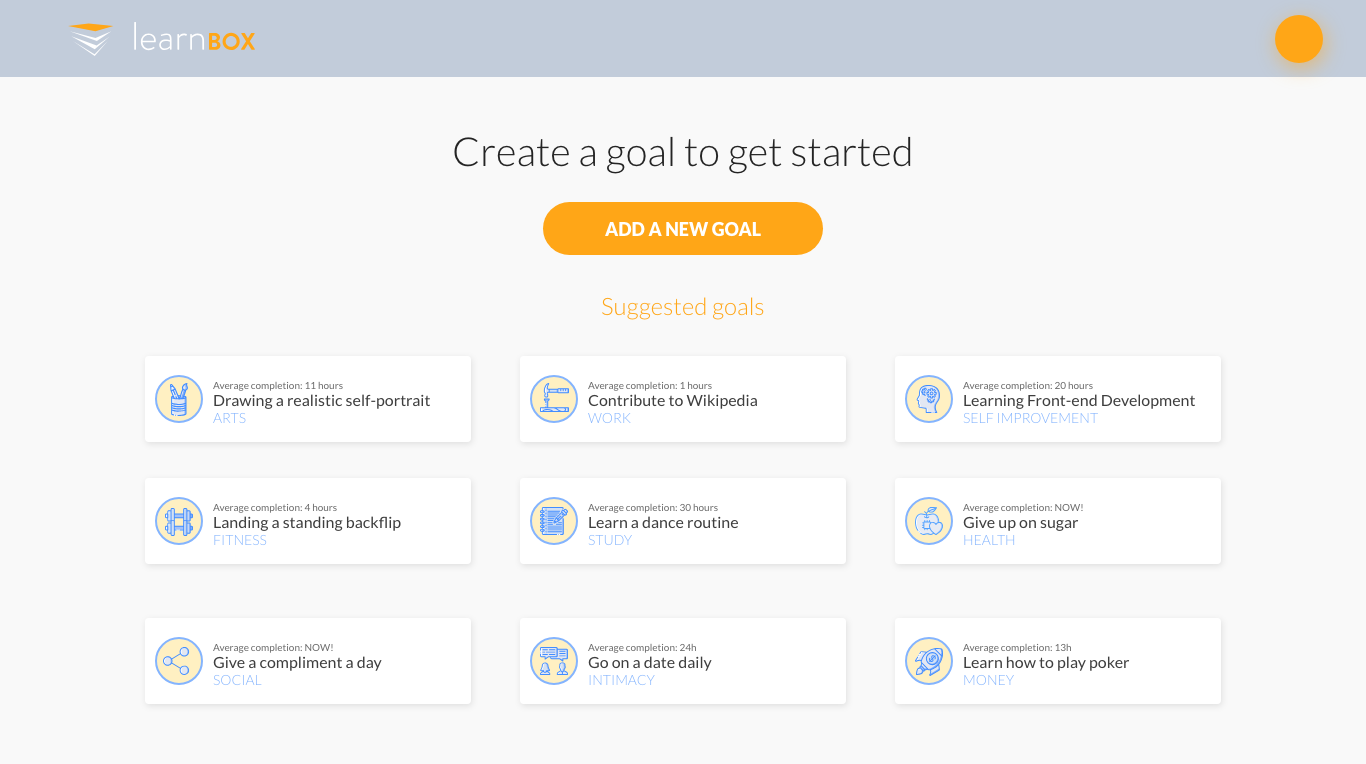 learnBOX
Create a goal to get started
ADD A NEW GOAL
Suggested goals
Average completion: 11 hours
Drawing a realistic self-portrait
ARTS
Average completion: 1 hours
Contribute to Wikipedia
WORK
Average completion: 20 hours
Learning Front-end Development
SELF IMPROVEMENT
Average completion: 4 hours
Landing a standing backflip
FITNESS
Average completion: 30 hours
Learn a dance routine
STUDY
Average completion: NOW!
Give up on sugar
HEALTH
Average completion: NOW!
Give a compliment a day
SOCIAL
Average completion: 24h
Go on a date daily
INTIMACY
Average completion: 13h
Learn how to play poker
MONEY